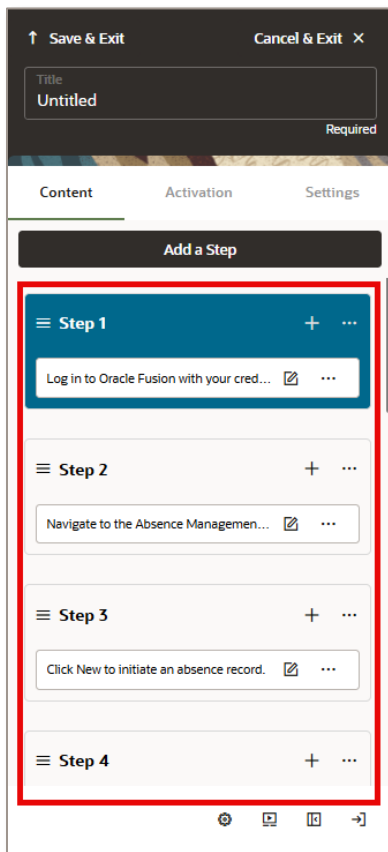 Save & Exit
Cancel & Exit
Title
Untitled
Required
Content
Activation
Settings
Add a Step
Step 1
Log in to Oracle Fusion with your cred...
Step 2
Navigate to the Absence Managemen...
Step 3
Click New to initiate an absence record.
Step 4